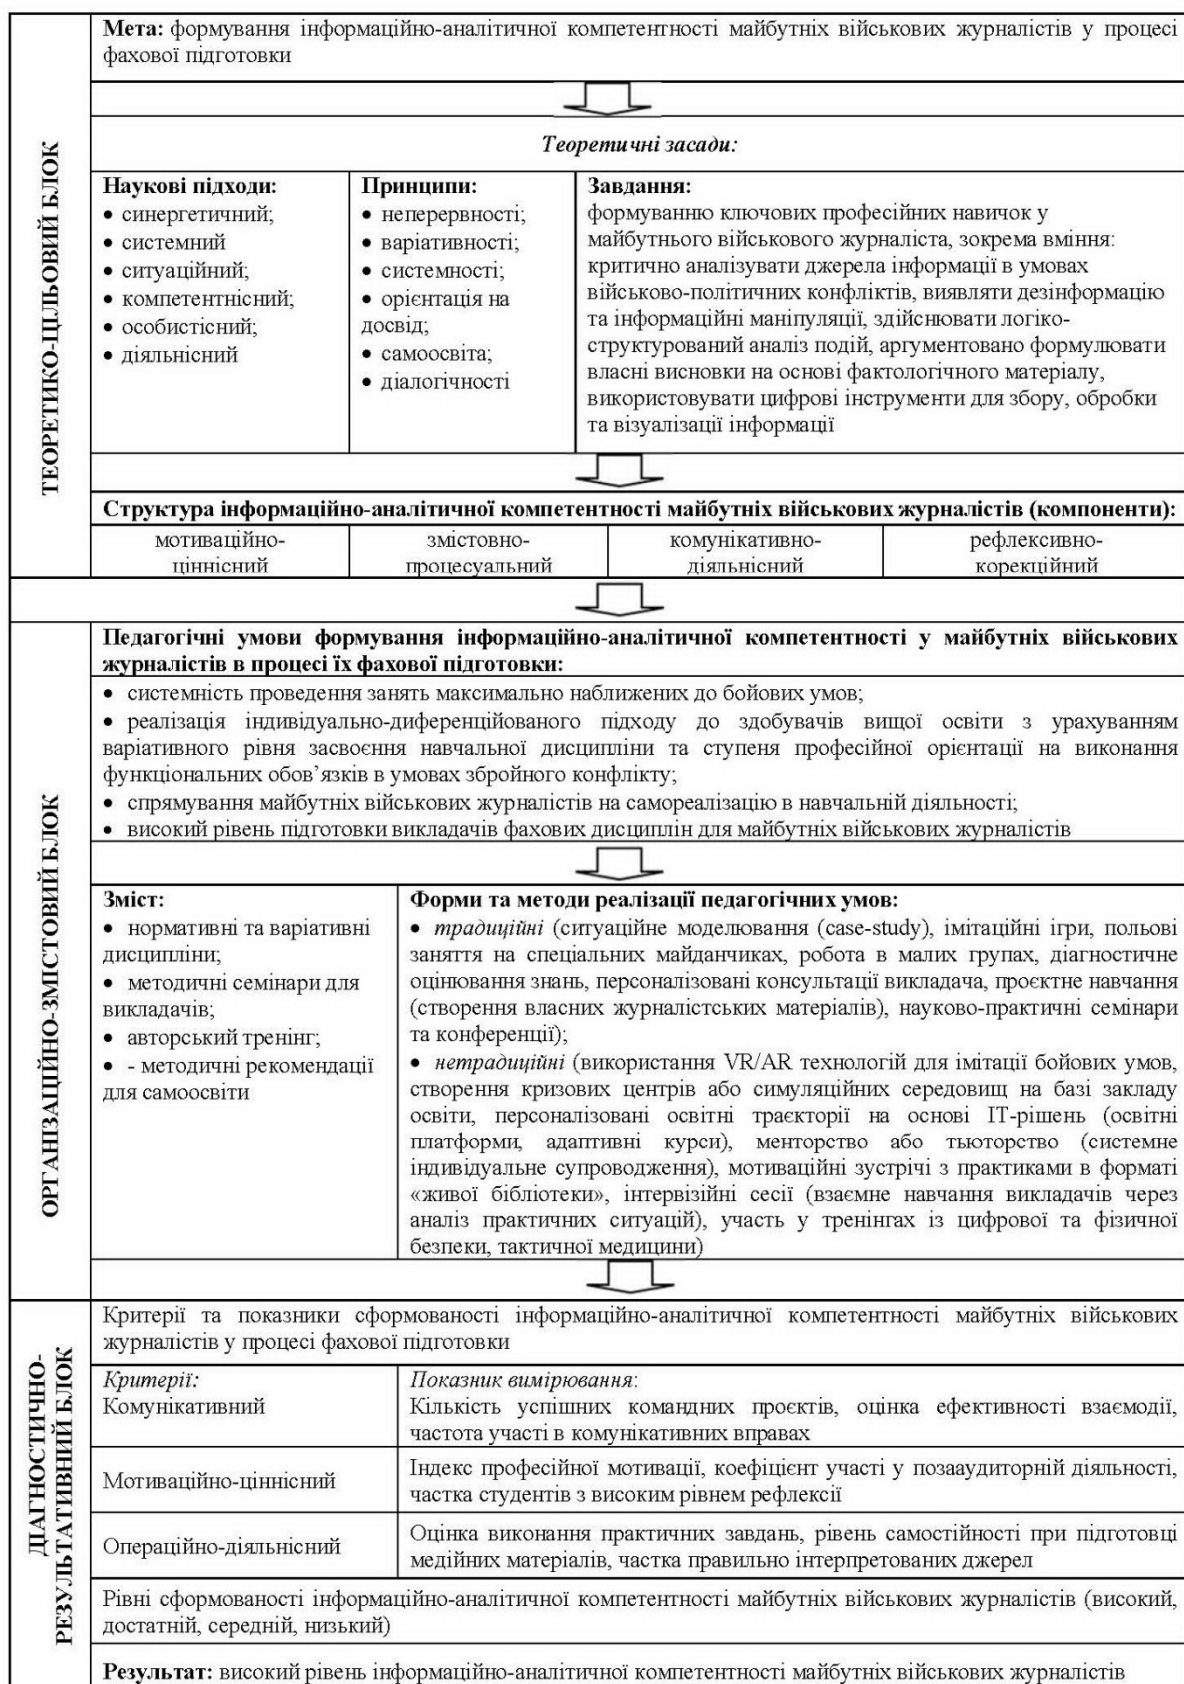 ТЕОРЕТИКО-ЦІЛЬОВИЙ БЛОК
Мета: формування інформаційно-аналітичної компетентності майбутніх військових журналістів у процесі
фахової підготовки
Теоретичні засади:
Наукові підходи:
• синергетичний;
• системний
• ситуаційний;
• компетентнісний;
• особистісний;
• діяльнісний
Принципи:
• неперервності;
• варіативності;
• системності;
• орієнтація на
досвід;
• самоосвіта;
• діалогічності
Завдання:
формуванню ключових професійних навичок у
майбутнього військового журналіста, зокрема вміння:
критично аналізувати джерела інформації в умовах
військово-політичних конфліктів, виявляти дезінформацію
та інформаційні маніпуляції, здійснювати логіко-
структурований аналіз подій, аргументовано формулювати
власні висновки на основі фактологічного матеріалу,
використовувати цифрові інструменти для збору, обробки
та візуалізації інформації
Структура інформаційно-аналітичної компетентності майбутніх військових журналістів (компоненти):
мотиваційно-
ціннісний
змістовно-
процесуальний
комунікативно-
діяльнісний
рефлексивно-
корекційний
ОРГАНІЗАЦІЙНО-ЗМІСТОВИЙ БЛОК
Педагогічні умови формування інформаційно-аналітичної компетентності у майбутніх військових
журналістів в процесі їх фахової підготовки:
• системність проведення занять максимально наближених до бойових умов;
• реалізація індивідуально-диференційованого підходу до здобувачів вищої освіти з урахуванням
варіативного рівня засвоєння навчальної дисципліни та ступеня професійної орієнтації на виконання
функціональних обов’язків в умовах збройного конфлікту;
• спрямування майбутніх військових журналістів на самореалізацію в навчальній діяльності;
• високий рівень підготовки викладачів фахових дисциплін для майбутніх військових журналістів
Зміст:
• нормативні та варіативні
дисципліни;
• методичні семінари для
викладачів;
• авторський тренінг;
• - методичні рекомендації
для самоосвіти
Форми та методи реалізації педагогічних умов:
• традиційні (ситуаційне моделювання (case-study), імітаційні ігри, польові
заняття на спеціальних майданчиках, робота в малих групах, діагностичне
оцінювання знань, персоналізовані консультації викладача, проєктне навчання
(створення власних журналістських матеріалів), науково-практичні семінари
та конференції);
• нетрадиційні (використання VR/AR технологій для імітації бойових умов,
створення кризових центрів або симуляційних середовищ на базі закладу
освіти, персоналізовані освітні траєкторії на основі ІТ-рішень (освітні
платформи, адаптивні курси), менторство або тьюторство (системне
індивідуальне супроводження), мотиваційні зустрічі з практиками в форматі
«живої бібліотеки», інтервізійні сесії (взаємне навчання викладачів через
аналіз практичних ситуацій), участь у тренінгах із цифрової та фізичної
безпеки, тактичної медицини)
ДІАГНОСТИЧНО-
РЕЗУЛЬТАТИВНИЙ БЛОК
Критерії та показники сформованості інформаційно-аналітичної компетентності майбутніх військових
журналістів у процесі фахової підготовки
Критерії:
Комунікативний
Показник вимірювання:
Кількість успішних командних проєктів, оцінка ефективності взаємодії,
частота участі в комунікативних вправах
Мотиваційно-ціннісний
Індекс професійної мотивації, коефіцієнт участі у позааудиторній діяльності,
частка студентів з високим рівнем рефлексії
Операційно-діяльнісний
Оцінка виконання практичних завдань, рівень самостійності при підготовці
медійних матеріалів, частка правильно інтерпретованих джерел
Рівні сформованості інформаційно-аналітичної компетентності майбутніх військових журналістів (високий,
достатній, середній, низький)
Результат: високий рівень інформаційно-аналітичної компетентності майбутніх військових журналістів